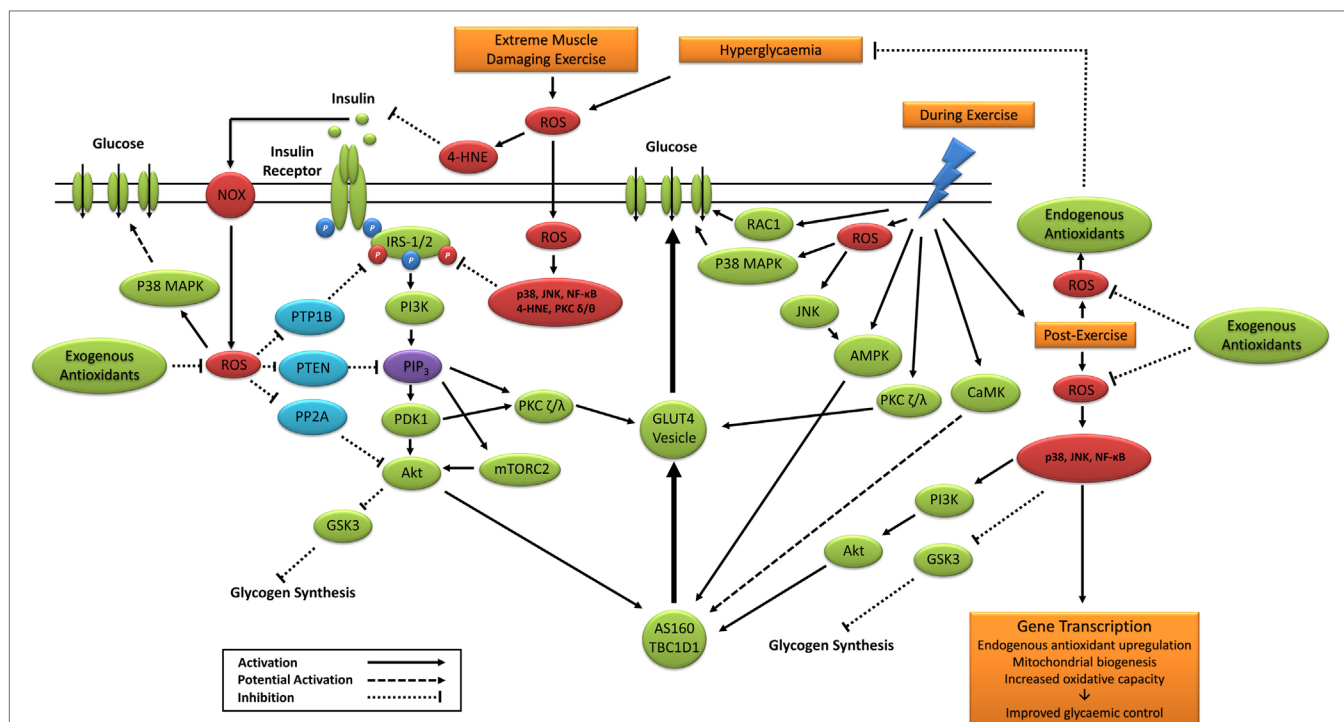 Extreme Muscle
Damaging Exercise
Hyperglycaemia
Insulin
ROS
During Exercise
4-HNE
Glucose
Insulin
Receptor
Glucose
NOX
RAC1
Endogenous
Antioxidants
P
P
IRS-1/2
P
P
P
ROS
ROS
P38 MAPK
P38 MAPK
ROS
p38, JNK, NF-κB
4-HNE, PKC δ/θ
PI3K
JNK
PTP1B
Post-Exercise
Exogenous
Antioxidants
Exogenous
Antioxidants
ROS
PTEN
PIP3
AMPK
ROS
PP2A
PDK1
PKC ζ/λ
GLUT4
Vesicle
PKC ζ/λ
CaMK
Akt
mTORC2
p38, JNK, NF-κB
PI3K
GSK3
Akt
GSK3
Glycogen Synthesis
AS160
TBC1D1
Glycogen Synthesis
Gene Transcription
Endogenous antioxidant upregulation
Mitochondrial biogenesis
Increased oxidative capacity
↓
Improved glycaemic control
Activation
Potential Activation
Inhibition